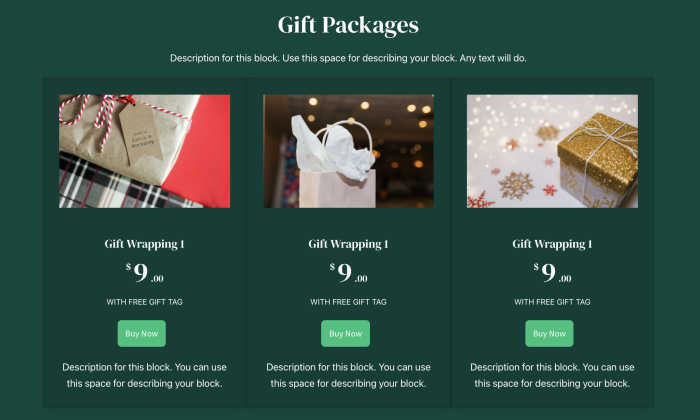 Gift Packages
Description for this block. Use this space for describing your block. Any text will do.
Gift Wrapping 1
$9.00
WITH FREE GIFT TAG
Buy Now
Description for this block. You can use
this space for describing your block.
Gift Wrapping 1
$9.00
WITH FREE GIFT TAG
Buy Now
Description for this block. You can use
this space for describing your block.
Gift Wrapping 1
$9.00
WITH FREE GIFT TAG
Buy Now
Description for this block. You can use
this space for describing your block.